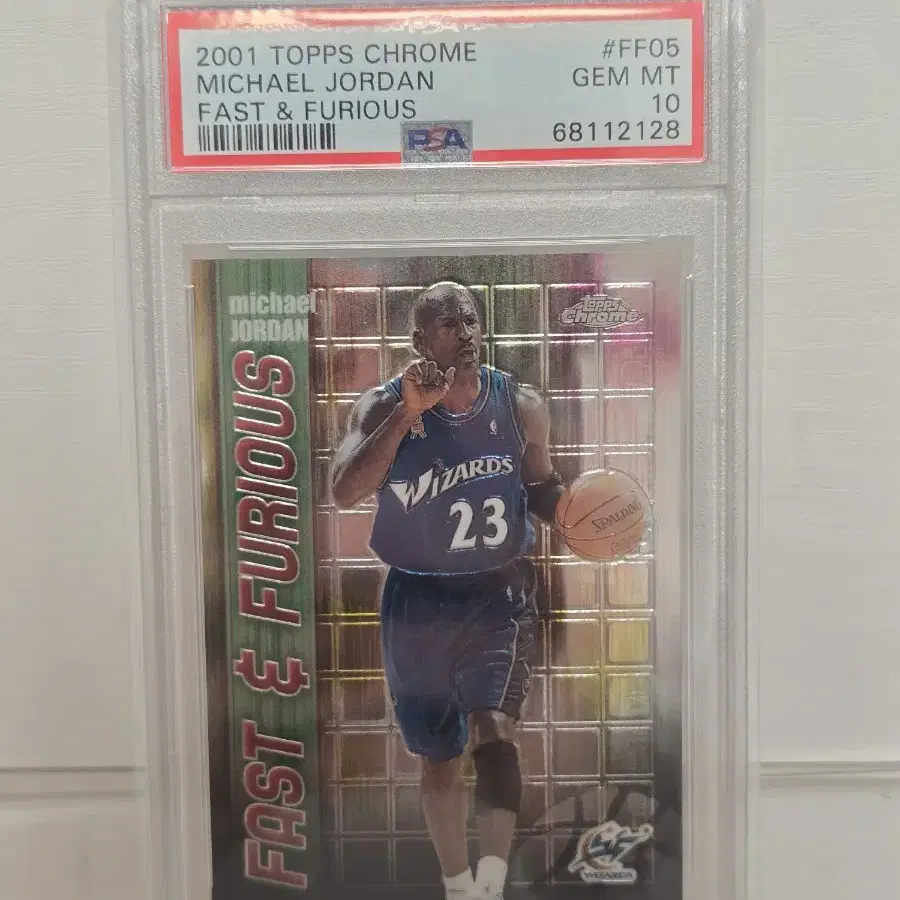 2001 TOPPS CHROME #FF05
MICHAEL JORDAN GEM MT
FAST & FURIOUS 10
PSA 68112128
michael
JORDAN
Topps
Chrome
FAST & FURIOUS
WIZARDS
23
SPALDING
WIZARDS